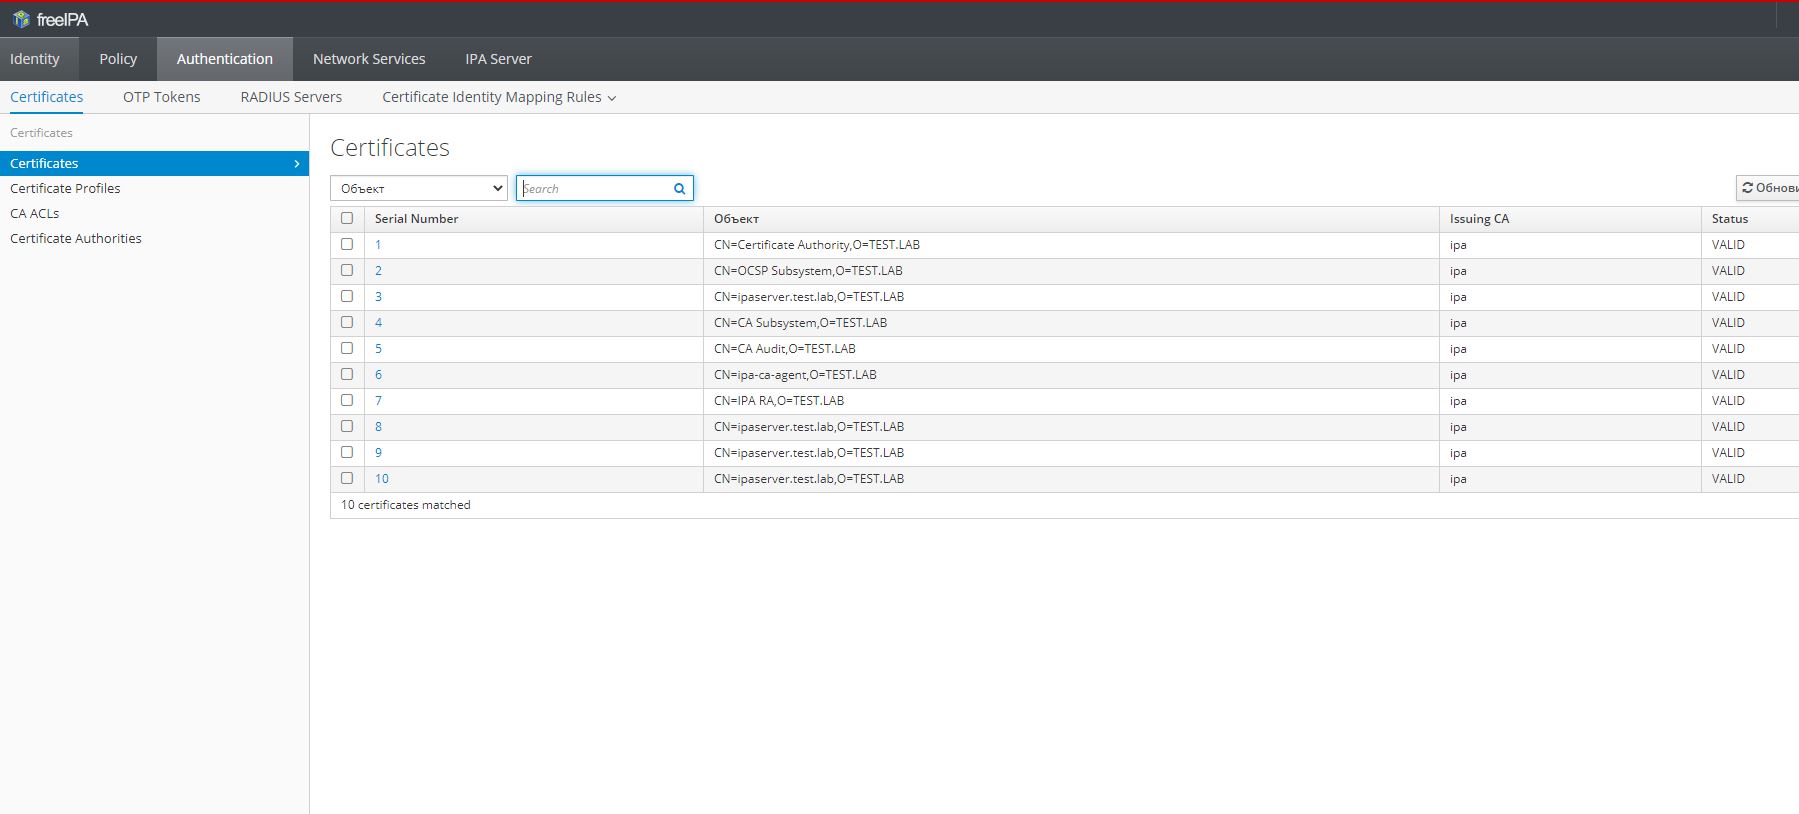 freeIPA
Identity Policy Authentication Network Services IPA Server
Certificates OTP Tokens RADIUS Servers Certificate Identity Mapping Rules
Certificates
Certificates
Certificate Profiles
CA ACLs
Certificate Authorities
Certificates
Объект Search Обнови
Serial Number Объект Issuing CA Status
1 CN=Certificate Authority,O=TEST.LAB ipa VALID
2 CN=OCSP Subsystem,O=TEST.LAB ipa VALID
3 CN=ipaserver.test.lab,O=TEST.LAB ipa VALID
4 CN=CA Subsystem,O=TEST.LAB ipa VALID
5 CN=CA Audit,O=TEST.LAB ipa VALID
6 CN=ipa-ca-agent,O=TEST.LAB ipa VALID
7 CN=IPA RA,O=TEST.LAB ipa VALID
8 CN=ipaserver.test.lab,O=TEST.LAB ipa VALID
9 CN=ipaserver.test.lab,O=TEST.LAB ipa VALID
10 CN=ipaserver.test.lab,O=TEST.LAB ipa VALID
10 certificates matched